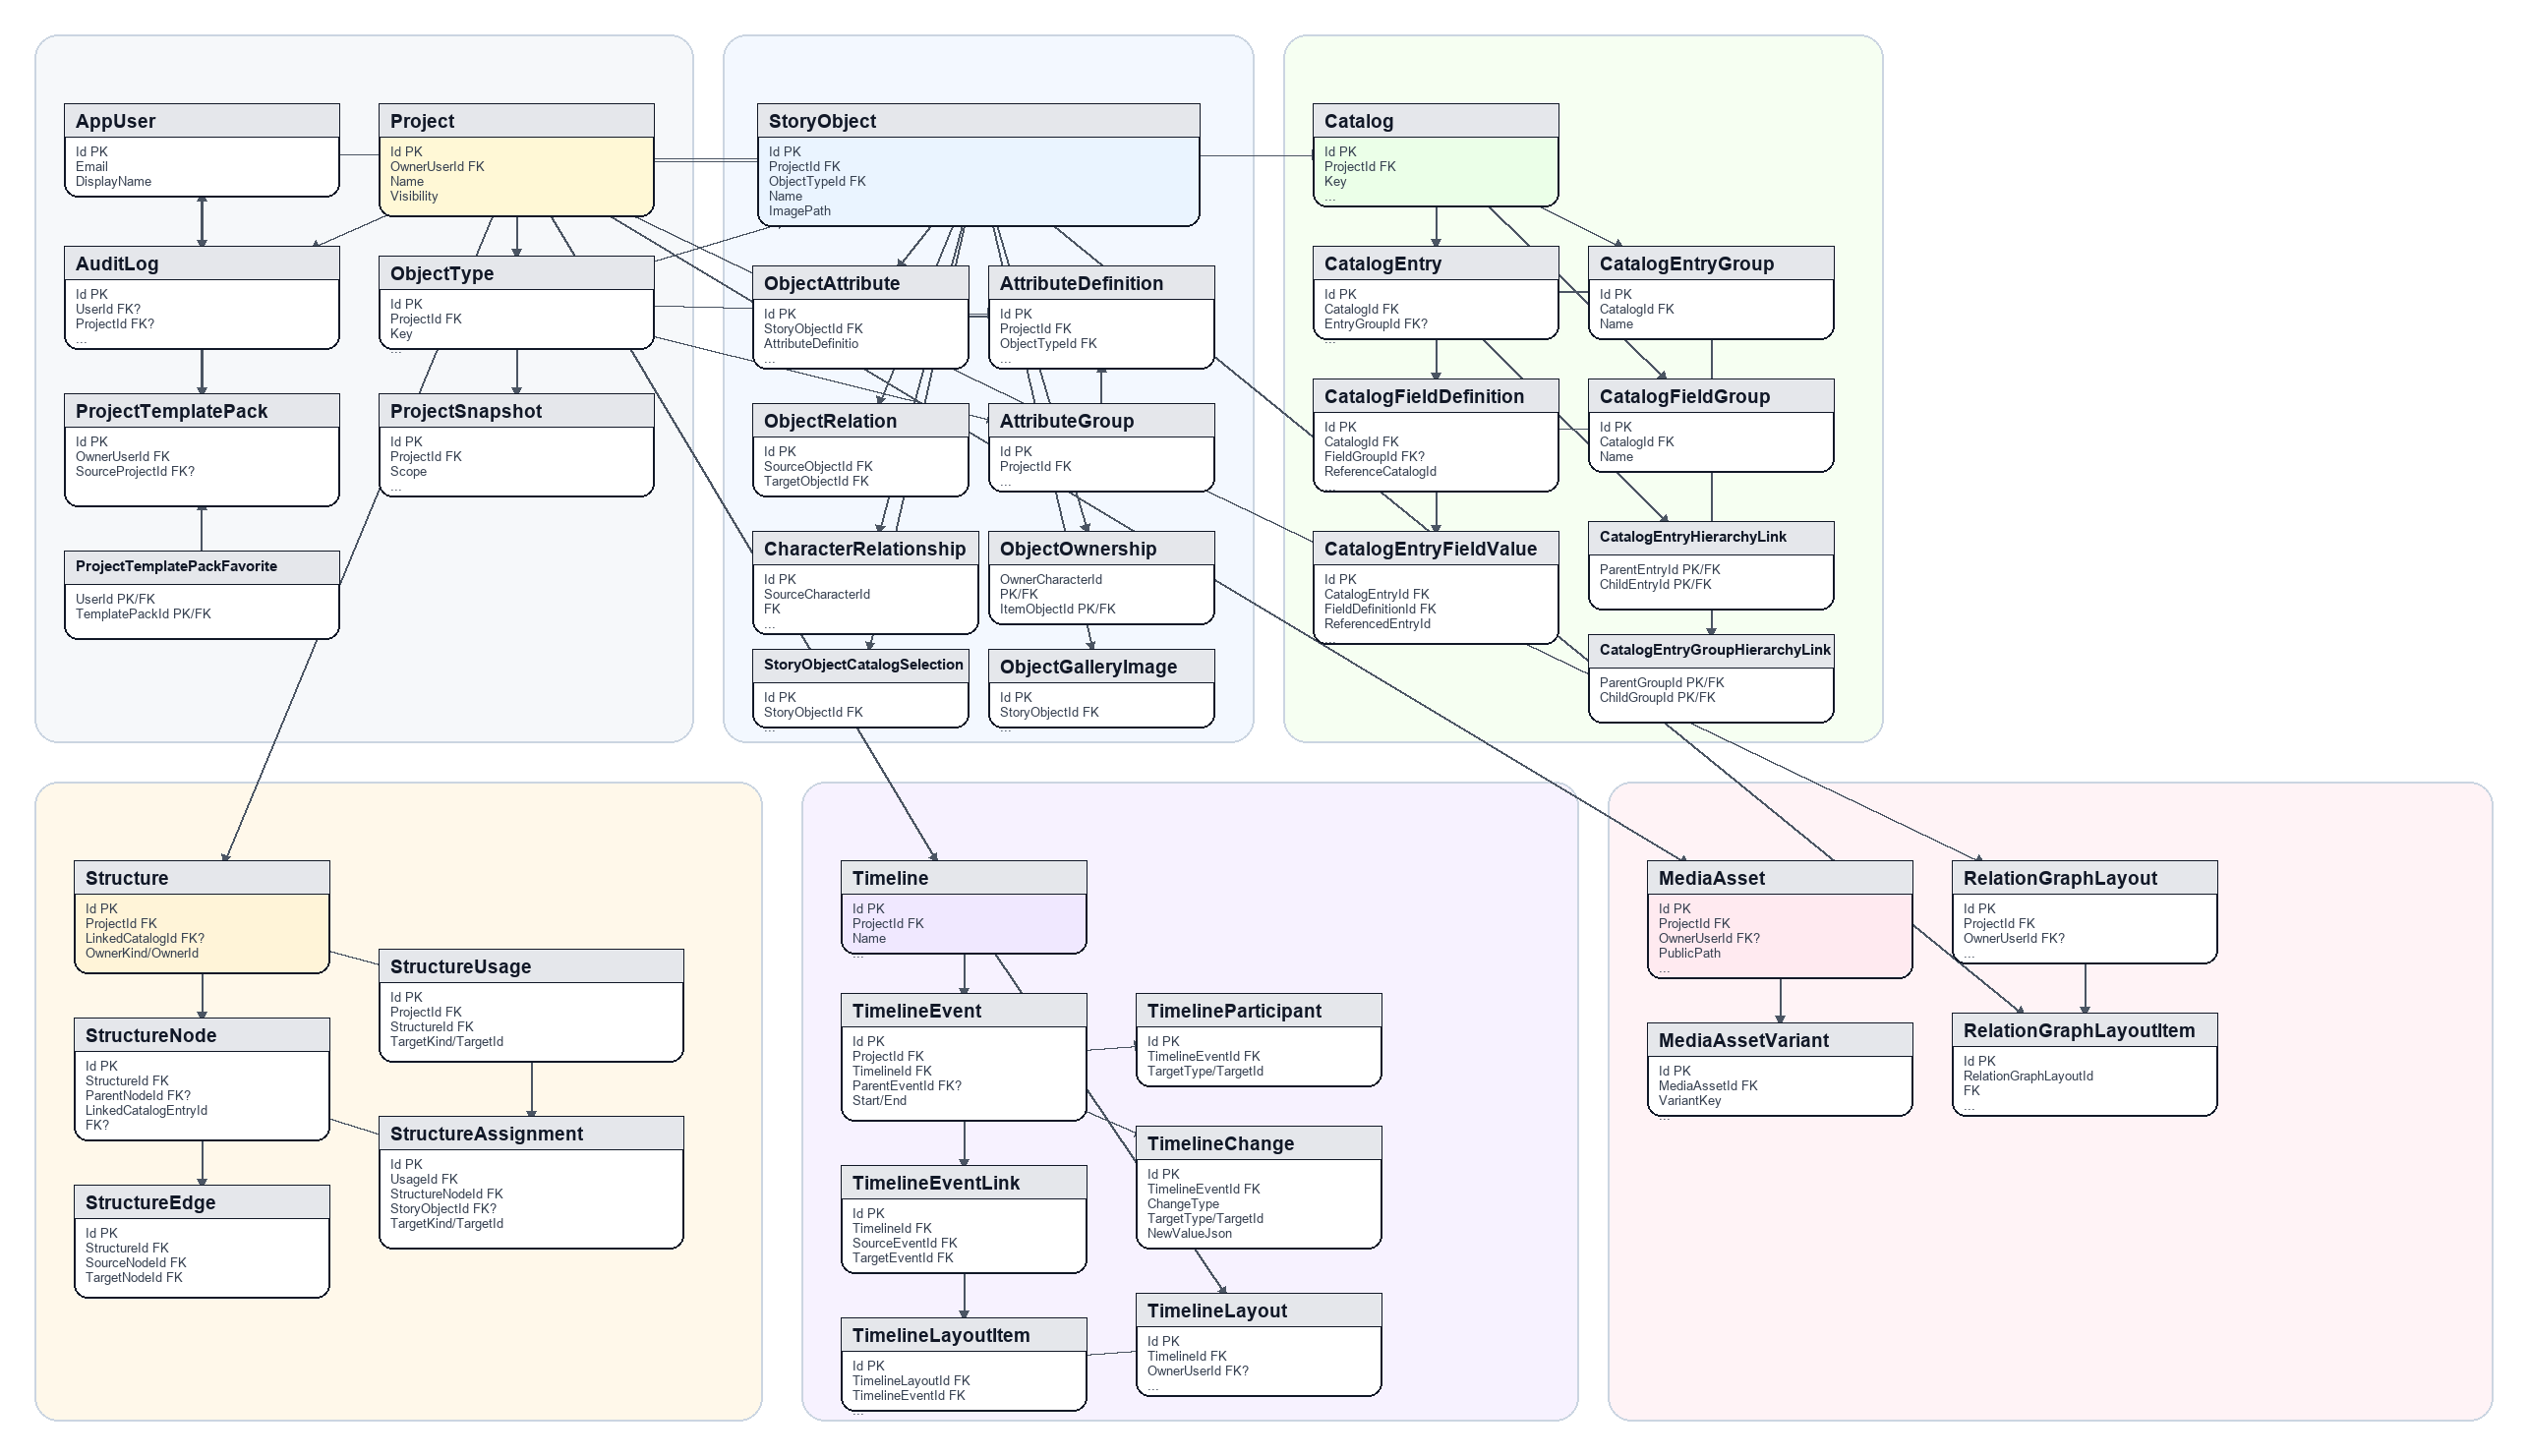 AppUser
Id PK
Email
DisplayName
Project
Id PK
OwnerUserId FK
Name
Visibility
AuditLog
Id PK
UserId FK?
ProjectId FK?
...
ObjectType
Id PK
ProjectId FK
Key
...
ProjectTemplatePack
Id PK
OwnerUserId FK
SourceProjectId FK?
ProjectSnapshot
Id PK
ProjectId FK
Scope
...
ProjectTemplatePackFavorite
UserId PK/FK
TemplatePackId PK/FK
StoryObject
Id PK
ProjectId FK
ObjectTypeId FK
Name
ImagePath
ObjectAttribute
Id PK
StoryObjectId FK
AttributeDefinitio
...
AttributeDefinition
Id PK
ProjectId FK
ObjectTypeId FK
...
ObjectRelation
Id PK
SourceObjectId FK
TargetObjectId FK
AttributeGroup
Id PK
ProjectId FK
...
CharacterRelationship
Id PK
SourceCharacterId
FK
...
ObjectOwnership
OwnerCharacterId
PK/FK
ItemObjectId PK/FK
StoryObjectCatalogSelection
Id PK
StoryObjectId FK
...
ObjectGalleryImage
Id PK
StoryObjectId FK
...
Catalog
Id PK
ProjectId FK
Key
...
CatalogEntry
Id PK
CatalogId FK
EntryGroupId FK?
...
CatalogEntryGroup
Id PK
CatalogId FK
Name
CatalogFieldDefinition
Id PK
CatalogId FK
FieldGroupId FK?
ReferenceCatalogId
...
CatalogFieldGroup
Id PK
CatalogId FK
Name
CatalogEntryFieldValue
Id PK
CatalogEntryId FK
FieldDefinitionId FK
ReferencedEntryId
...
CatalogEntryHierarchyLink
ParentEntryId PK/FK
ChildEntryId PK/FK
CatalogEntryGroupHierarchyLink
ParentGroupId PK/FK
ChildGroupId PK/FK
Structure
Id PK
ProjectId FK
LinkedCatalogId FK?
OwnerKind/OwnerId
StructureUsage
Id PK
ProjectId FK
StructureId FK
TargetKind/TargetId
StructureNode
Id PK
StructureId FK
ParentNodeId FK?
LinkedCatalogEntryId
FK?
StructureAssignment
Id PK
UsageId FK
StructureNodeId FK
StoryObjectId FK?
TargetKind/TargetId
StructureEdge
Id PK
StructureId FK
SourceNodeId FK
TargetNodeId FK
Timeline
Id PK
ProjectId FK
Name
...
TimelineEvent
Id PK
ProjectId FK
TimelineId FK
ParentEventId FK?
Start/End
TimelineParticipant
Id PK
TimelineEventId FK
TargetType/TargetId
TimelineChange
Id PK
TimelineEventId FK
ChangeType
TargetType/TargetId
NewValueJson
TimelineEventLink
Id PK
TimelineId FK
SourceEventId FK
TargetEventId FK
TimelineLayout
Id PK
TimelineId FK
OwnerUserId FK?
...
TimelineLayoutItem
Id PK
TimelineLayoutId FK
TimelineEventId FK
...
MediaAsset
Id PK
ProjectId FK
OwnerUserId FK?
PublicPath
...
RelationGraphLayout
Id PK
ProjectId FK
OwnerUserId FK?
...
MediaAssetVariant
Id PK
MediaAssetId FK
VariantKey
...
RelationGraphLayoutItem
Id PK
RelationGraphLayoutId
FK
...